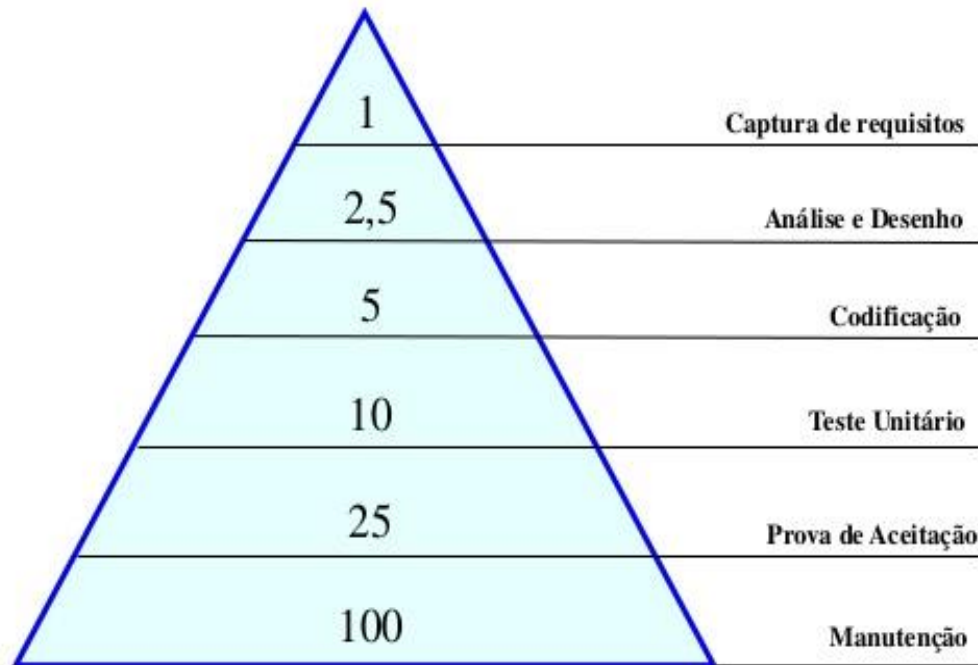 1
Captura de requisitos
2,5
Análise e Desenho
5
Codificação
10
Teste Unitário
25
Prova de Aceitação
100
Manutenção